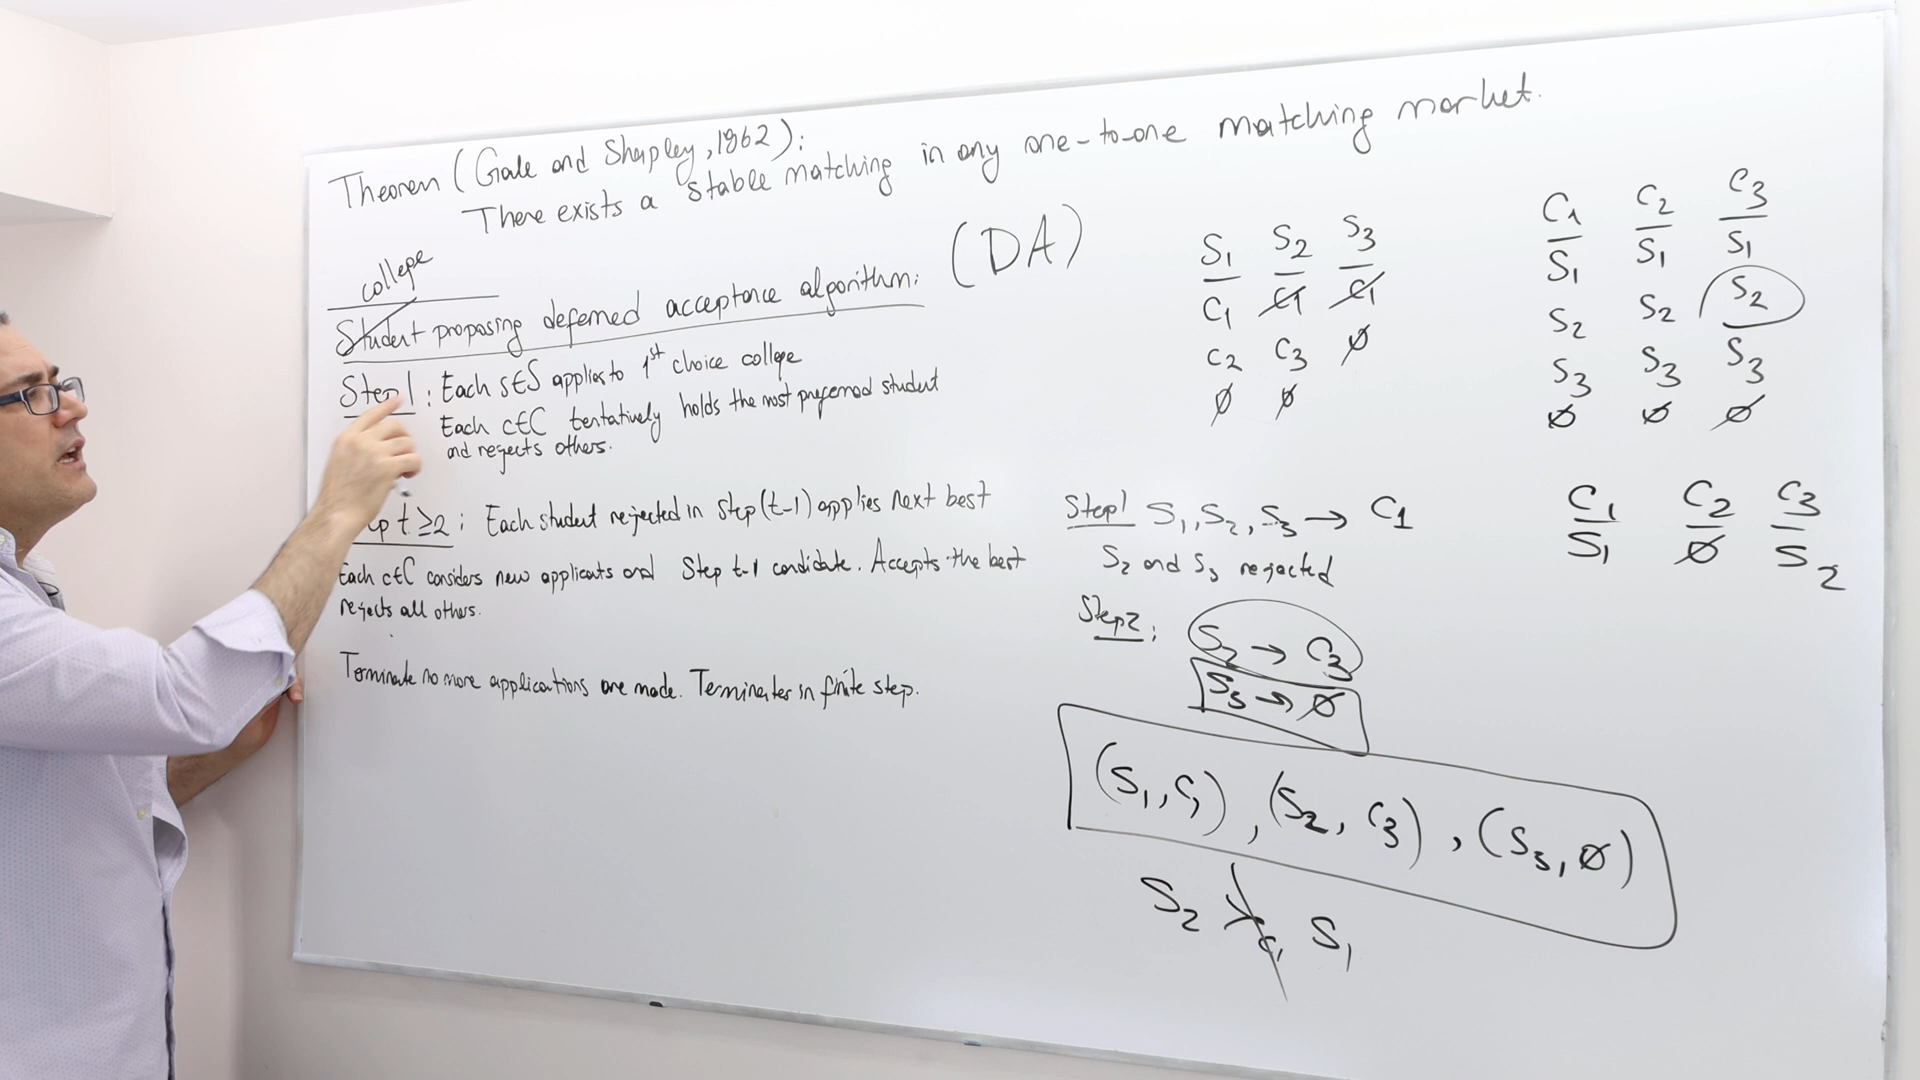 Theorem (Gale and Shapley, 1962):
There exists a stable matching in any one-to-one matching market.
college
Student proposing deferred acceptance algorithm: (DA)
Step 1: Each s∈S applies to 1st choice college
Each c∈C tentatively holds the most preferred student
and rejects others.
t ≥ 2: Each student rejected in step (t-1) applies next best
Each c∈C considers new applicants and Step t-1 candidate. Accepts the best
rejects all others.
Terminate no more applications are made. Terminates in finite step.
S1 S2 S3
C1 C1 C1
C2 C3 ∅
∅ ∅
C1 C2 C3
S1 S1 S1
S2 S2 S2
S3 S3 S3
∅ ∅ ∅
Step1 S1, S2, S3 → C1
S2 and S3 rejected
Step2: S2 → C3
S3 → ∅
C1 C2 C3
S1 ∅ S2
(S1, C1), (S2, C3), (S3, ∅)
S2 ≻C1 S1